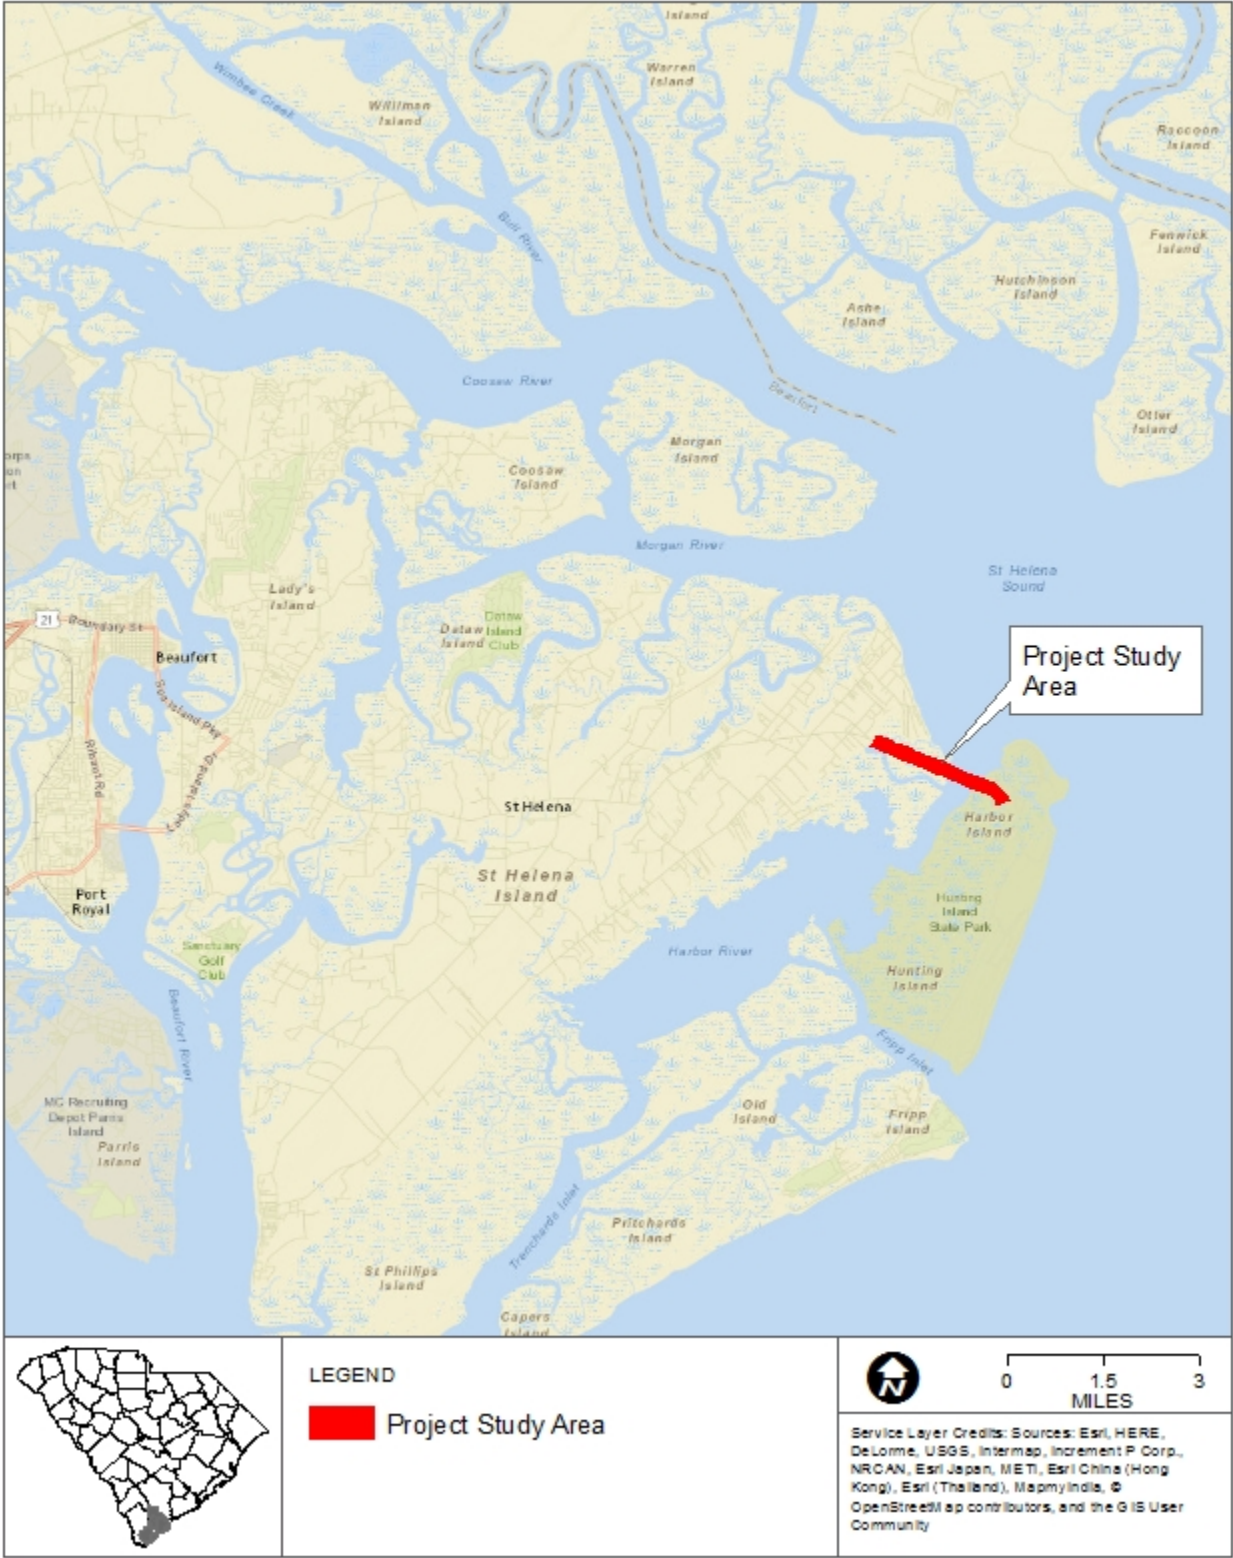 Island
Warren
Island
Wimbee Creek
Williman
Island
Raccoon
Island
Bull River
Fenwick
Island
Hutchinson
Island
Ashe
Island
Coosaw River
Beaufort
Otter
Island
orps
on
rt
Morgan
Island
Coosaw
Island
Morgan River
St Helena
Sound
Lady's
Island
21
Boundary St
Dataw
Island
Dataw
Island
Club
Beaufort
Sea Island Pky
Project Study
Area
Ribaut Rd
Lady's Island Dr
St Helena
Harbor
Island
St Helena
Island
Port
Royal
Hunting
Island
State Park
Sanctuary
Golf
Club
Harbor River
Hunting
Island
Beaufort River
Fripp Inlet
MC Recruiting
Depot Parris
Island
Parris
Island
Old
Island
Fripp
Island
Trenchards Inlet
Pritchards
Island
St Phillips
Island
Capers
Island
LEGEND
Project Study Area
N
0 1.5 3
MILES
Service Layer Credits: Sources: Esri, HERE,
DeLorme, USGS, Intermap, increment P Corp.,
NRCAN, Esri Japan, METI, Esri China (Hong
Kong), Esri (Thailand), MapmyIndia, ©
OpenStreetMap contributors, and the GIS User
Community